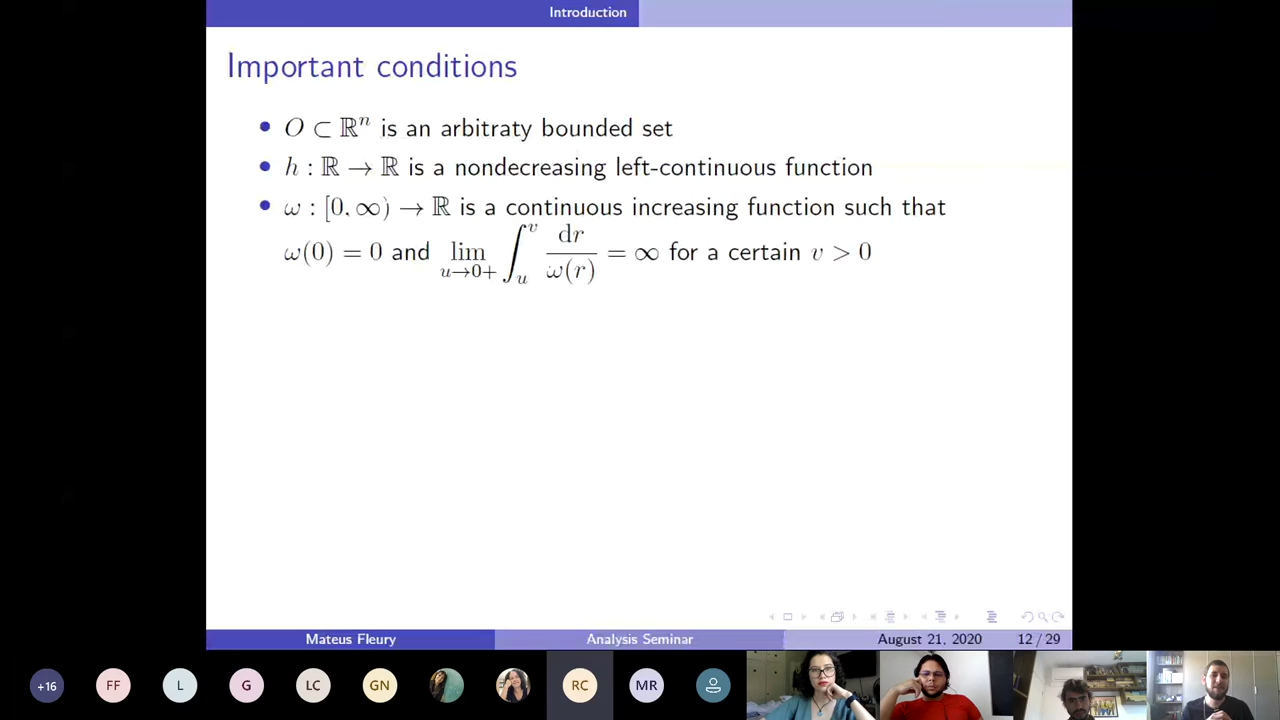 Introduction
Important conditions
• O ⊂ ℝⁿ is an arbitraty bounded set
• h : ℝ → ℝ is a nondecreasing left-continuous function
• ω : [0, ∞) → ℝ is a continuous increasing function such that
ω(0) = 0 and lim_{u→0+} ∫_u^v dr/ω(r) = ∞ for a certain v > 0
Mateus Fleury Analysis Seminar August 21, 2020 12 / 29
+16 FF L G LC GN RC MR